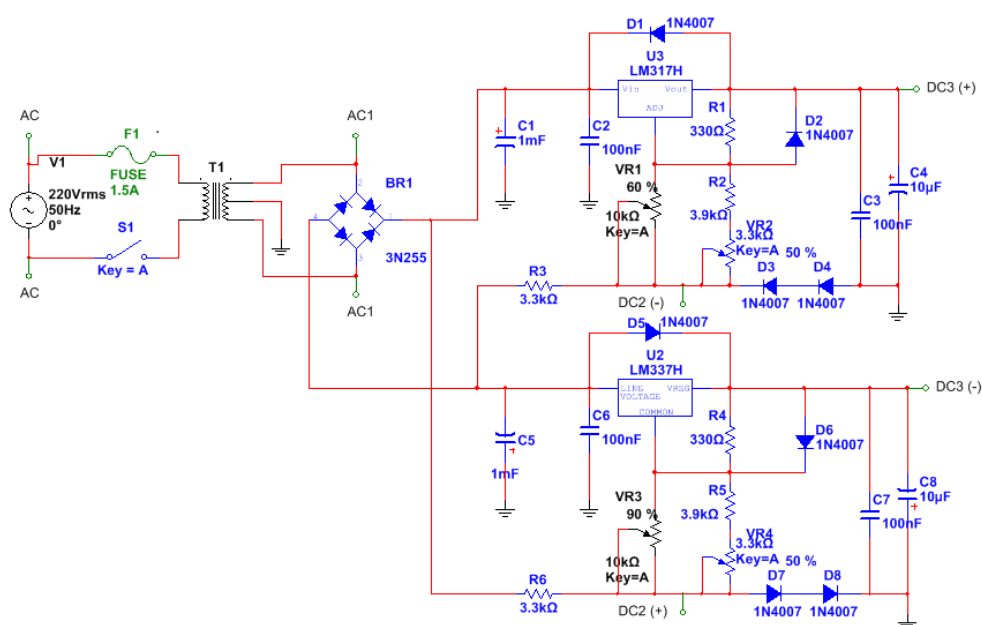 D1
1N4007
U3
LM317H
Vin
Vout
ADJ
DC3 (+)
AC
F1
FUSE
1.5A
V1
220Vrms
50Hz
0°
S1
Key = A
AC
T1
AC1
BR1
3N255
4
3
AC1
C1
1mF
C2
100nF
R1
330Ω
D2
1N4007
VR1
60 %
10kΩ
Key=A
R2
3.9kΩ
VR2
3.3kΩ
Key=A
50 %
C3
100nF
C4
10µF
R3
3.3kΩ
D3
1N4007
D4
1N4007
DC2 (-)
D5
1N4007
U2
LM337H
LINE
VOLTAGE
VREG
COMMON
DC3 (-)
C5
1mF
C6
100nF
R4
330Ω
D6
1N4007
VR3
90 %
10kΩ
Key=A
R5
3.9kΩ
VR4
3.3kΩ
Key=A
50 %
C7
100nF
C8
10µF
R6
3.3kΩ
D7
1N4007
D8
1N4007
DC2 (+)